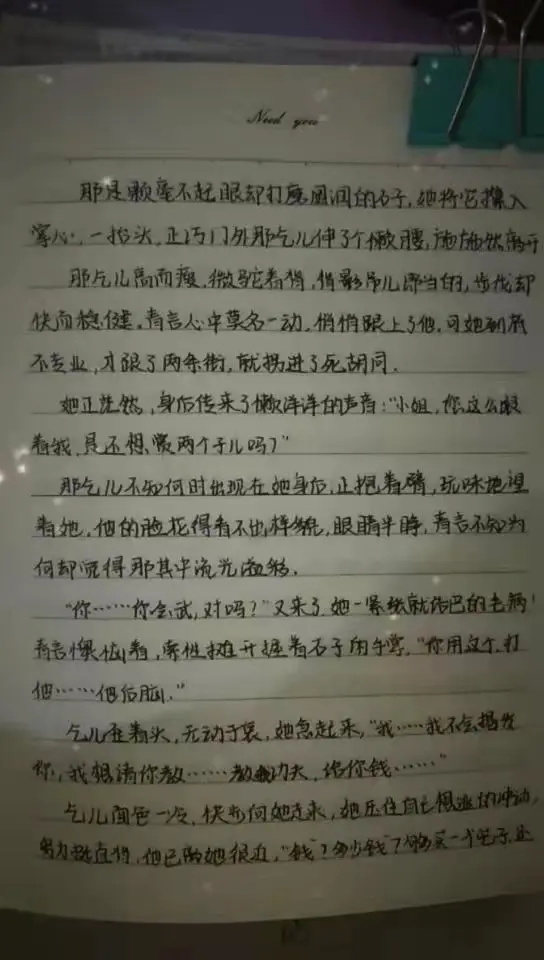 Need you
那是颗毫不起眼却打磨圆润的石子，她将它攥入
掌心，一抬头，正巧门外那乞儿伸了个懒腰，施施然离开
那乞儿高而瘦，微驼着背，背影吊儿郎当的，步伐却
快而稳健。青言心中莫名一动，悄悄跟上了他，可她到底
不专业，才跟了两条街，就拐进了死胡同。
她正茫然，身后传来了懒洋洋的声音："小姐，你这么跟
着我，是还想赏两个子儿吗？"
那乞儿不知何时出现在她身后，正抱着臂，玩味地望
着她，他的脸花得看不出样貌，眼睛半睁，青言不知为
何却觉得那其中流光溢彩。
"你……你会武，对吗？"又来了，她一紧张就结巴的毛病
青言懊恼着，索性摊开握着石子的手掌，"你用这个，打
他……他后脑。"
乞儿歪着头，无动于衷，她急起来，"我……我不会揭发
你，我想请你教……教我功夫，给你钱……"
乞儿面色一冷，快步向她走来，她压住自己想逃的冲动，
努力挺直背，他已离她很近，"钱？多少钱？够买一个宅子，还